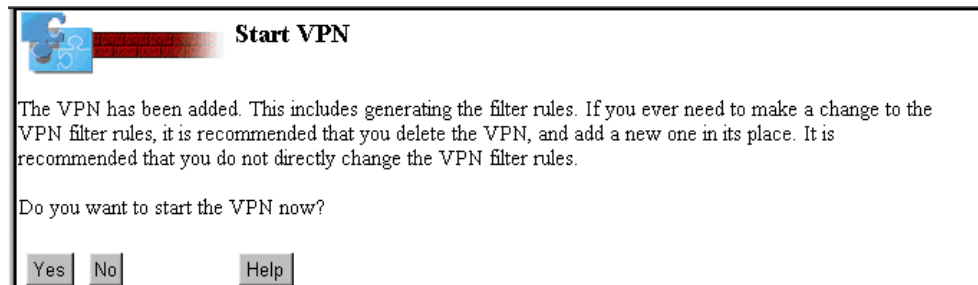 Start VPN
The VPN has been added. This includes generating the filter rules. If you ever need to make a change to the
VPN filter rules, it is recommended that you delete the VPN, and add a new one in its place. It is
recommended that you do not directly change the VPN filter rules.
Do you want to start the VPN now?
Yes No Help